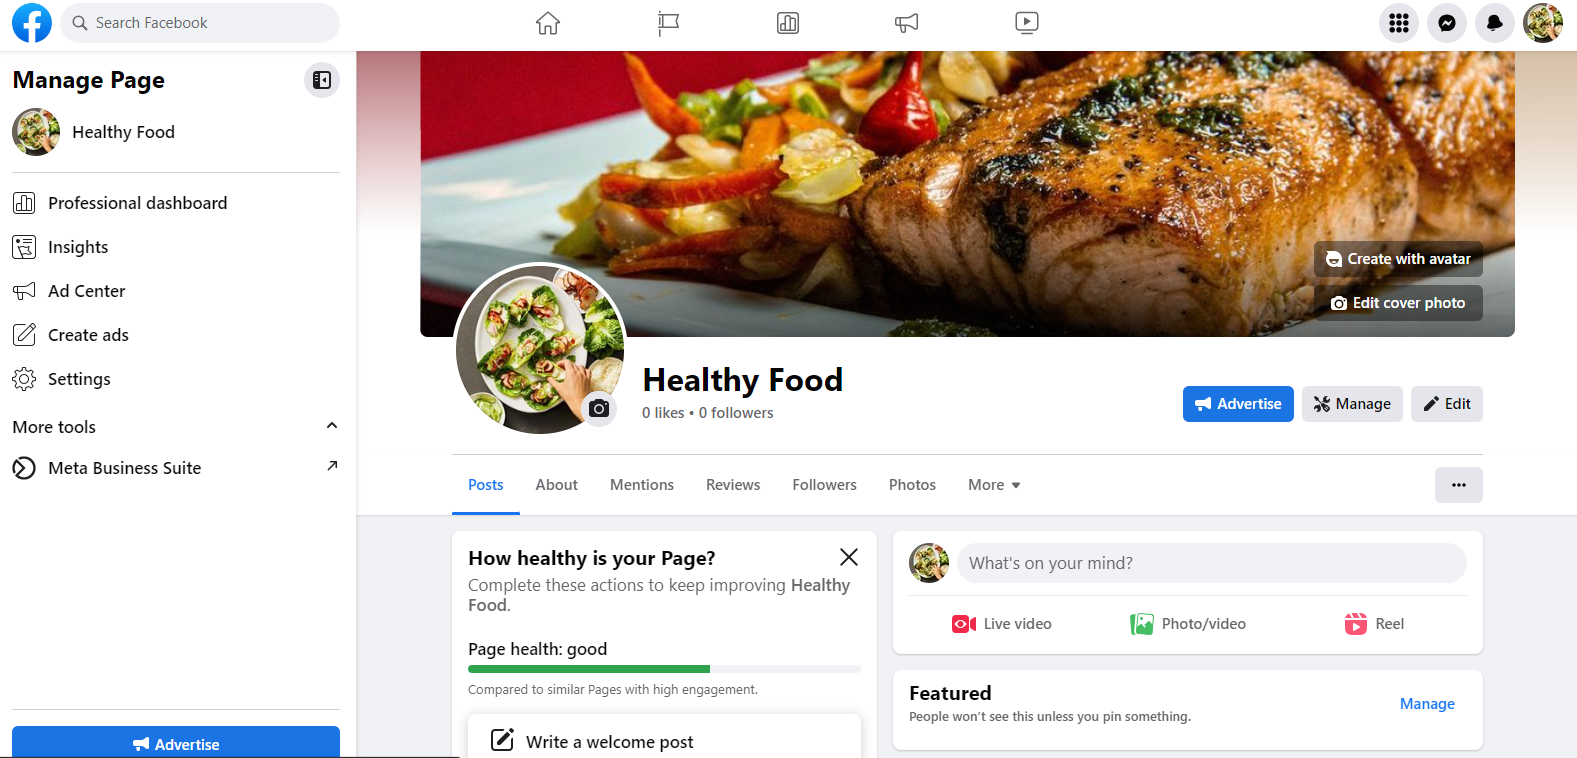 Search Facebook
Manage Page
Healthy Food
Professional dashboard
Insights
Ad Center
Create ads
Settings
More tools
Meta Business Suite
Advertise
Create with avatar
Edit cover photo
Healthy Food
0 likes • 0 followers
Advertise
Manage
Edit
Posts
About
Mentions
Reviews
Followers
Photos
More
How healthy is your Page?
Complete these actions to keep improving Healthy
Food.
Page health: good
Compared to similar Pages with high engagement.
Write a welcome post
What's on your mind?
Live video
Photo/video
Reel
Featured
People won't see this unless you pin something.
Manage